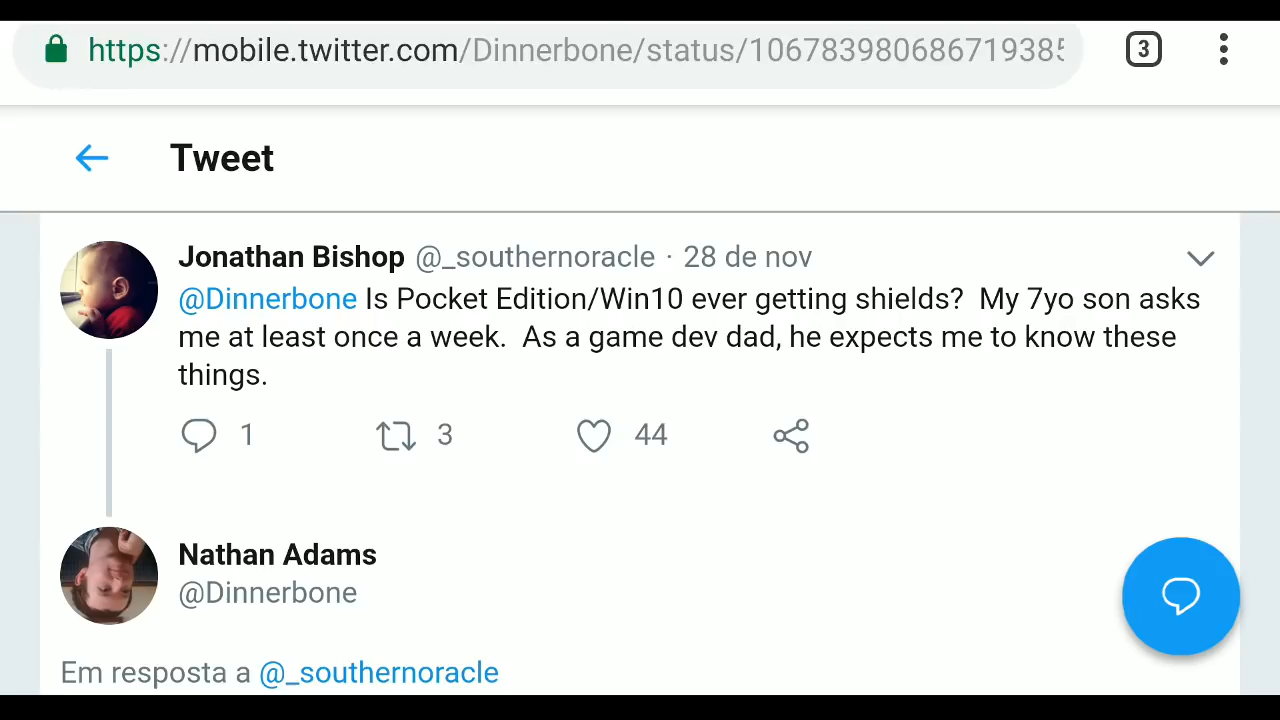 https://mobile.twitter.com/Dinnerbone/status/106783980686719385
3
Tweet
Jonathan Bishop @_southernoracle · 28 de nov
@Dinnerbone Is Pocket Edition/Win10 ever getting shields? My 7yo son asks
me at least once a week. As a game dev dad, he expects me to know these
things.
1 3 44
Nathan Adams
@Dinnerbone
Em resposta a @_southernoracle